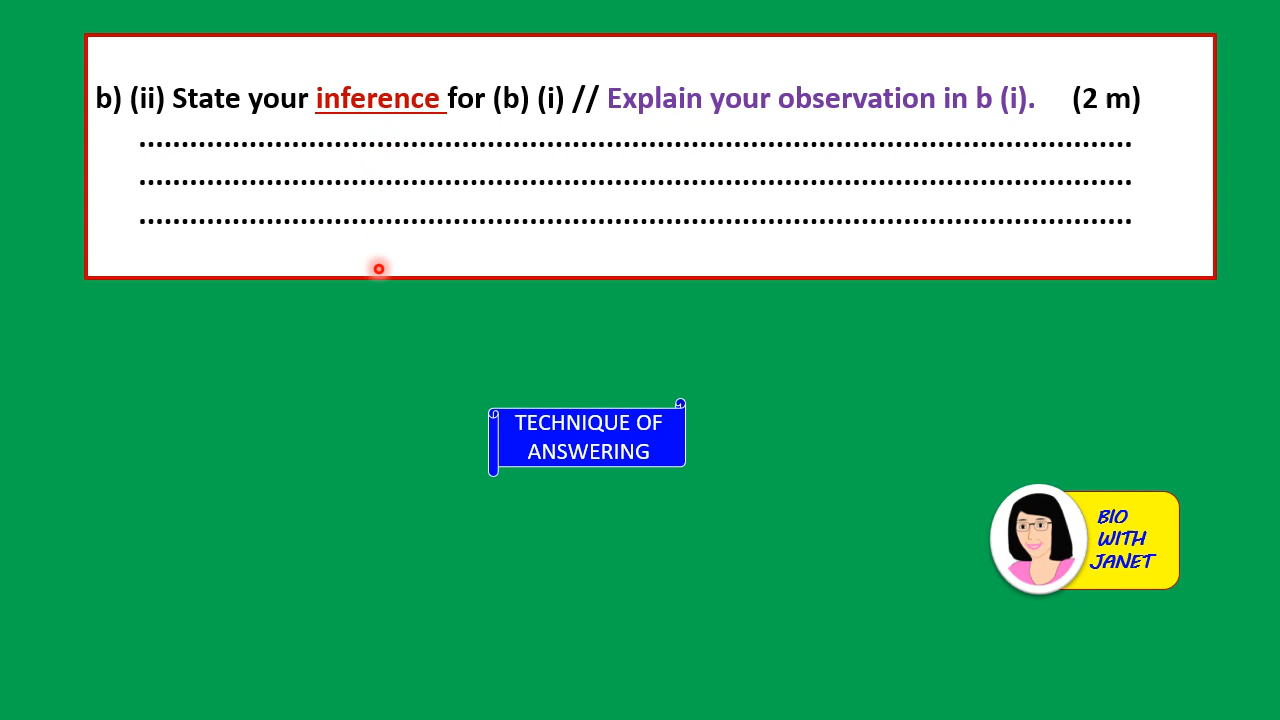 b) (ii) State your inference for (b) (i) // Explain your observation in b (i). (2 m)
....................................................................................................................
....................................................................................................................
....................................................................................................................
TECHNIQUE OF
ANSWERING
BIO
WITH
JANET